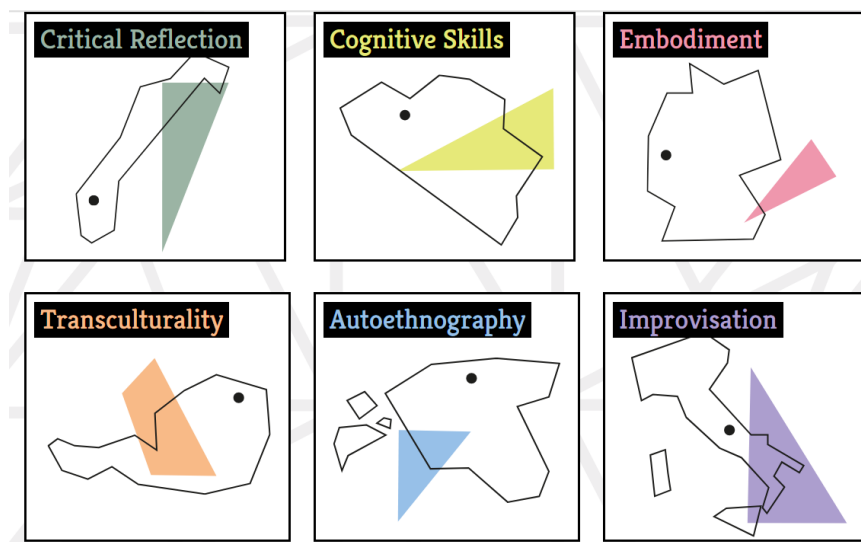 Critical Reflection
Cognitive Skills
Embodiment
Transculturality
Autoethnography
Improvisation